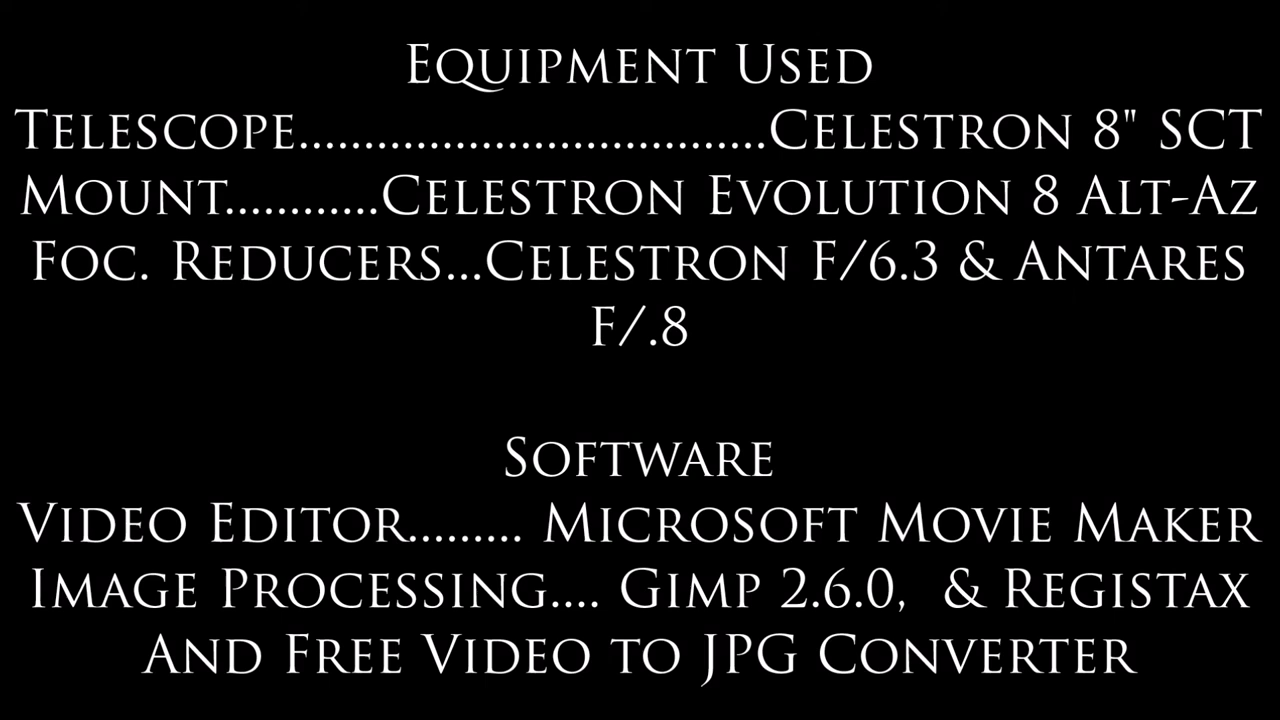 Equipment Used
Telescope....................................Celestron 8" SCT
Mount............Celestron Evolution 8 Alt-Az
Foc. Reducers...Celestron F/6.3 & Antares
F/.8
Software
Video Editor......... Microsoft Movie Maker
Image Processing.... Gimp 2.6.0,  & Registax
And Free Video to JPG Converter